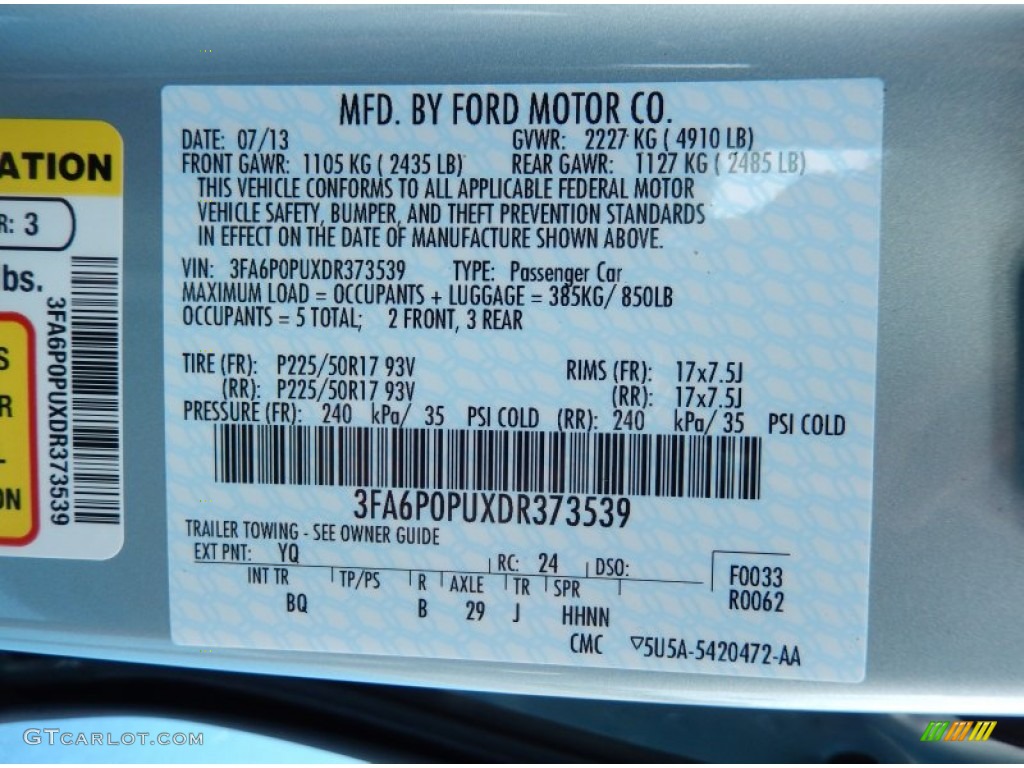 MFD. BY FORD MOTOR CO.
DATE: 07/13 GVWR: 2227 KG ( 4910 LB)
FRONT GAWR: 1105 KG ( 2435 LB) REAR GAWR: 1127 KG ( 2485 LB)
THIS VEHICLE CONFORMS TO ALL APPLICABLE FEDERAL MOTOR
VEHICLE SAFETY, BUMPER, AND THEFT PREVENTION STANDARDS
IN EFFECT ON THE DATE OF MANUFACTURE SHOWN ABOVE.
VIN: 3FA6P0PUXDR373539 TYPE: Passenger Car
MAXIMUM LOAD = OCCUPANTS + LUGGAGE = 385KG/ 850LB
OCCUPANTS = 5 TOTAL; 2 FRONT, 3 REAR
TIRE (FR): P225/50R17 93V RIMS (FR): 17x7.5J
(RR): P225/50R17 93V (RR): 17x7.5J
PRESSURE (FR): 240 kPa/ 35 PSI COLD (RR): 240 kPa/ 35 PSI COLD
3FA6P0PUXDR373539
TRAILER TOWING - SEE OWNER GUIDE
EXT PNT: YQ RC: 24 DSO:
INT TR TP/PS R AXLE TR SPR
BQ B 29 J HHNN
F0033
R0062
CMC ▽5U5A-5420472-AA
ATION
R: 3
bs.
3FA6P0PUXDR373539
S
R
L
ON
GTCARLOT.COM